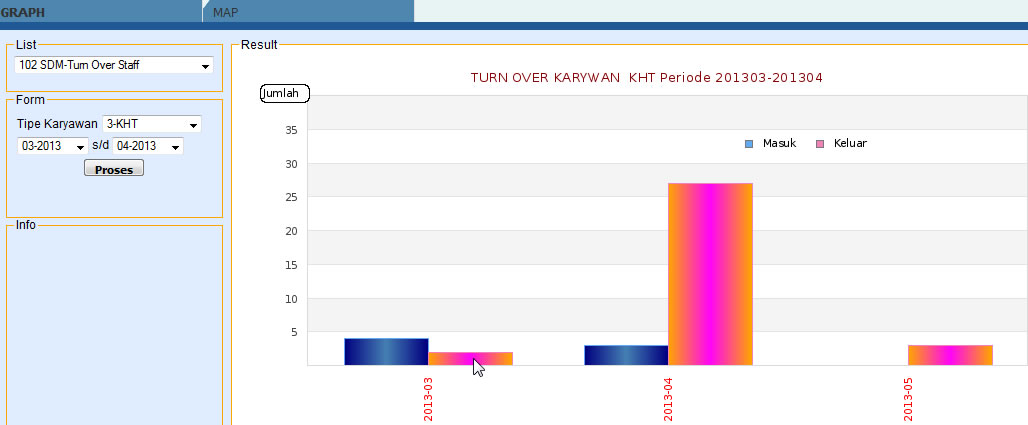 GRAPH MAP
List
102 SDM-Turn Over Staff
Form
Tipe Karyawan 3-KHT
03-2013 s/d 04-2013
Proses
Info
Result
TURN OVER KARYWAN KHT Periode 201303-201304
Jumlah
Masuk Keluar
35
30
25
20
15
10
5
2013-03
2013-04
2013-05